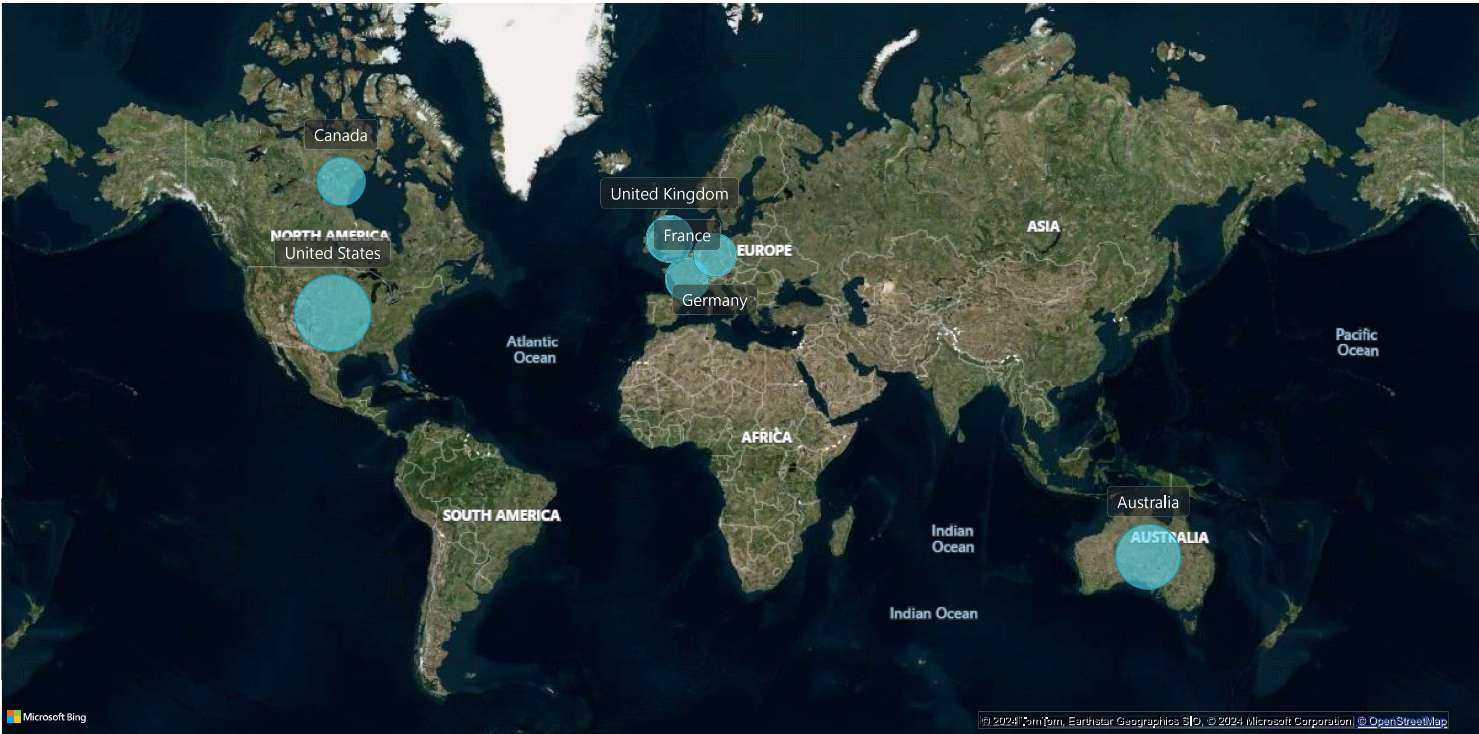 Canada
United Kingdom
NORTH AMERICA
France
ASIA
United States
EUROPE
Germany
Atlantic
Ocean
Pacific
Ocean
AFRICA
Australia
SOUTH AMERICA
Indian
Ocean
AUSTRALIA
Indian Ocean
Microsoft Bing
© 2024 TomTom, Earthstar Geographics SIO, © 2024 Microsoft Corporation, © OpenStreetMap